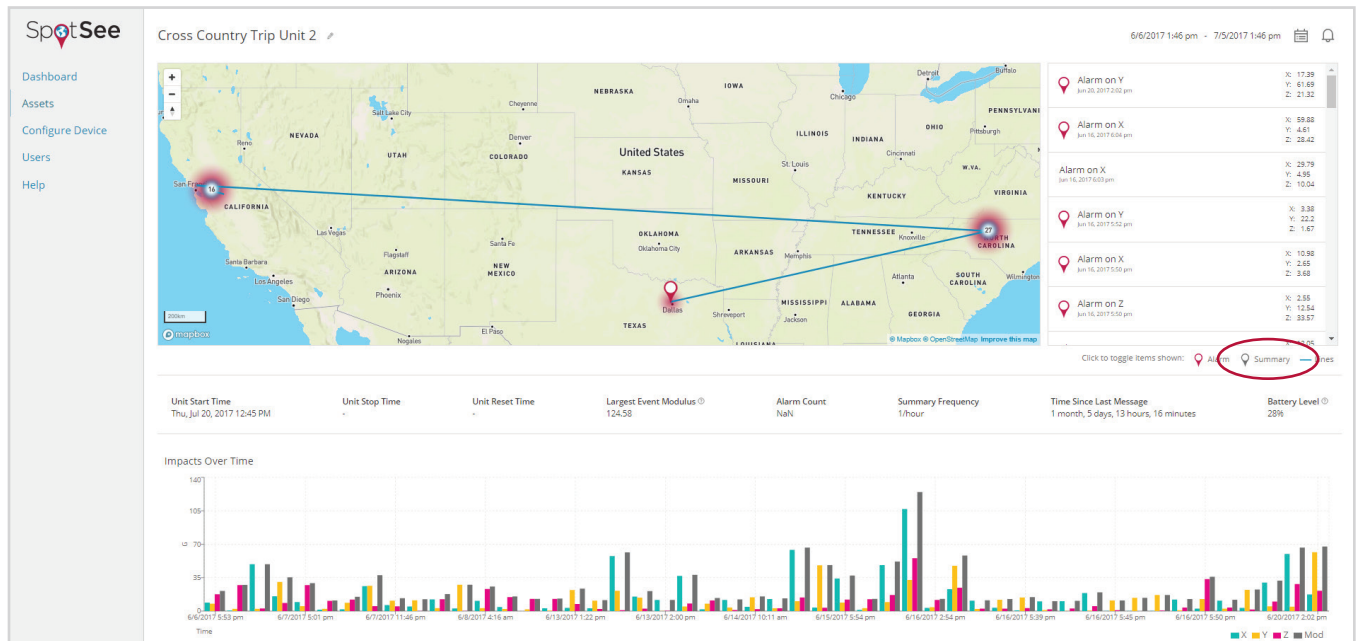 SpotSee
Cross Country Trip Unit 2
6/6/2017 1:46 pm - 7/5/2017 1:46 pm
Dashboard
Assets
Configure Device
Users
Help
Detroit
Buffalo
NEBRASKA
IOWA
Omaha
Chicago
Cheyenne
Salt Lake City
PENNSYLVANI
Reno
NEVADA
Denver
ILLINOIS
INDIANA
OHIO
Pittsburgh
UTAH
COLORADO
United States
Cincinnati
KANSAS
St. Louis
W.VA.
San Fr
16
MISSOURI
KENTUCKY
VIRGINIA
CALIFORNIA
Las Vegas
OKLAHOMA
TENNESSEE
Knoxville
27
NORTH
CAROLINA
Santa Fe
Oklahoma City
Flagstaff
ARKANSAS
Memphis
Santa Barbara
NEW
MEXICO
ARIZONA
Los Angeles
Atlanta
SOUTH
CAROLINA
Wilmington
Phoenix
San Diego
Dallas
MISSISSIPPI
ALABAMA
GEORGIA
200km
Shreveport
Jackson
TEXAS
El Paso
mapbox
Nogales
LOUISIANA
© Mapbox © OpenStreetMap Improve this map
Alarm on Y
Jun 20, 2017 2:02 pm
X: 17.39
Y: 61.69
Z: 21.32
Alarm on X
Jun 16, 2017 6:04 pm
X: 59.88
Y: 4.61
Z: 28.42
Alarm on X
Jun 16, 2017 6:03 pm
X: 29.79
Y: 4.95
Z: 10.04
Alarm on Y
Jun 16, 2017 5:52 pm
X: 3.38
Y: 22.2
Z: 1.67
Alarm on X
Jun 16, 2017 5:50 pm
X: 10.98
Y: 2.65
Z: 3.68
Alarm on Z
Jun 16, 2017 5:50 pm
X: 2.55
Y: 12.54
Z: 33.57
Click to toggle items shown: Alarm Summary Lines
Unit Start Time
Thu, Jul 20, 2017 12:45 PM
Unit Stop Time
-
Unit Reset Time
-
Largest Event Modulus
124.58
Alarm Count
NaN
Summary Frequency
1/hour
Time Since Last Message
1 month, 5 days, 13 hours, 16 minutes
Battery Level
28%
Impacts Over Time
140
105
70
35
0
G
6/6/2017 5:53 pm 6/7/2017 5:01 pm 6/7/2017 11:46 pm 6/8/2017 4:16 am 6/13/2017 1:22 pm 6/13/2017 2:00 pm 6/14/2017 10:11 am 6/15/2017 5:54 pm 6/16/2017 2:54 pm 6/16/2017 5:39 pm 6/16/2017 5:45 pm 6/16/2017 5:50 pm 6/20/2017 2:02 pm
Time
X Y Z Mod